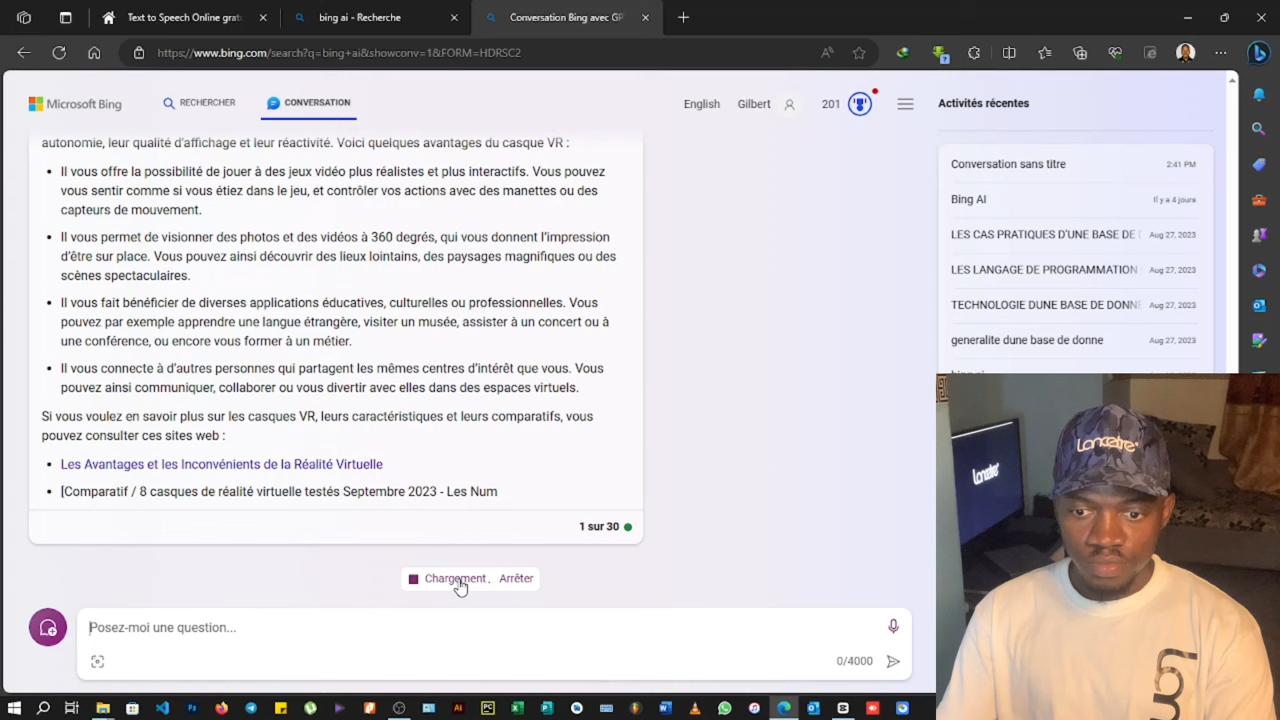 Text to Speech Online grat
bing ai - Recherche
Conversation Bing avec GP
https://www.bing.com/search?q=bing+ai&showconv=1&FORM=HDRSC2
Microsoft Bing
RECHERCHER
CONVERSATION
English
Gilbert
201
Activités récentes
autonomie, leur qualité d'affichage et leur réactivité. Voici quelques avantages du casque VR :
Il vous offre la possibilité de jouer à des jeux vidéo plus réalistes et plus interactifs. Vous pouvez
vous sentir comme si vous étiez dans le jeu, et contrôler vos actions avec des manettes ou des
capteurs de mouvement.
Il vous permet de visionner des photos et des vidéos à 360 degrés, qui vous donnent l'impression
d'être sur place. Vous pouvez ainsi découvrir des lieux lointains, des paysages magnifiques ou des
scènes spectaculaires.
Il vous fait bénéficier de diverses applications éducatives, culturelles ou professionnelles. Vous
pouvez par exemple apprendre une langue étrangère, visiter un musée, assister à un concert ou à
une conférence, ou encore vous former à un métier.
Il vous connecte à d'autres personnes qui partagent les mêmes centres d'intérêt que vous. Vous
pouvez ainsi communiquer, collaborer ou vous divertir avec elles dans des espaces virtuels.
Si vous voulez en savoir plus sur les casques VR, leurs caractéristiques et leurs comparatifs, vous
pouvez consulter ces sites web :
Les Avantages et les Inconvénients de la Réalité Virtuelle
[Comparatif / 8 casques de réalité virtuelle testés Septembre 2023 - Les Num
1 sur 30
Chargement. Arrêter
Posez-moi une question...
0/4000
Conversation sans titre 2:41 PM
Bing AI Il y a 4 jours
LES CAS PRATIQUES D'UNE BASE DE Aug 27, 2023
LES LANGAGE DE PROGRAMMATION Aug 27, 2023
TECHNOLOGIE DUNE BASE DE DONNE Aug 27, 2023
generalite dune base de donne Aug 27, 2023
Lancetre
Lancetre